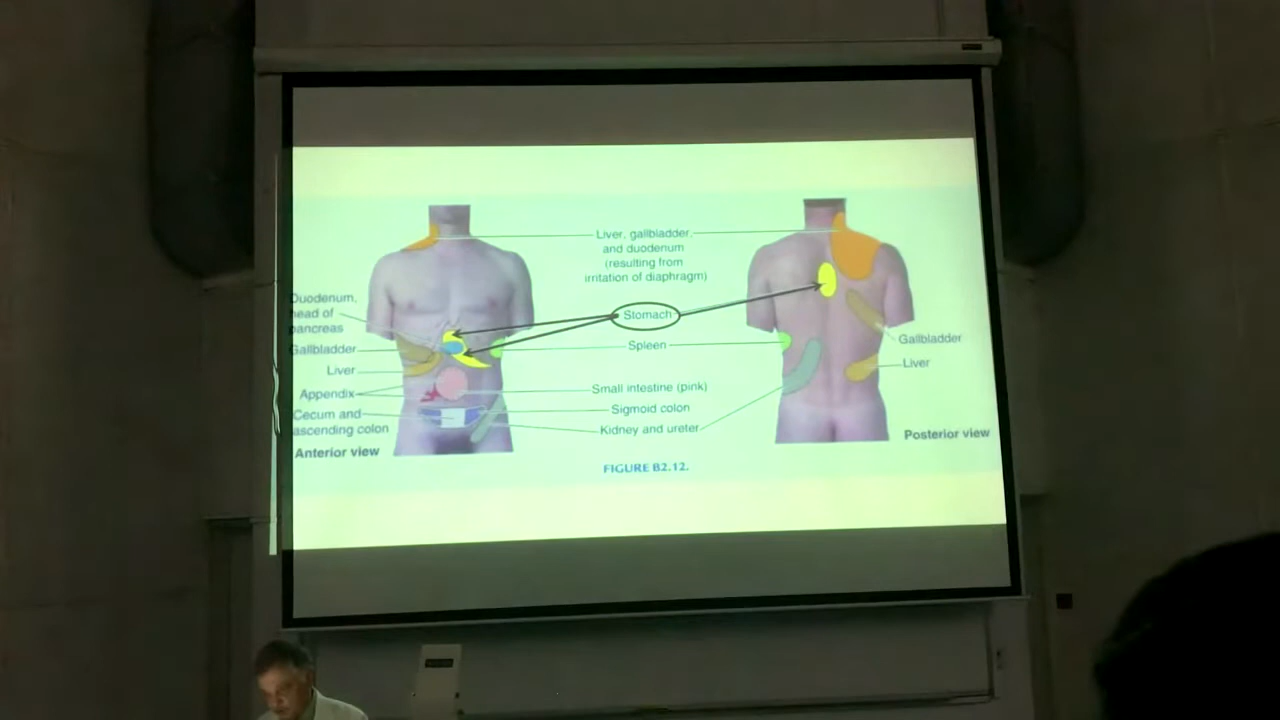 Liver, gallbladder,
and duodenum
(resulting from
irritation of diaphragm)
Duodenum,
head of
pancreas
Stomach
Gallbladder
Spleen
Gallbladder
Liver
Liver
Appendix
Small intestine (pink)
Cecum and
ascending colon
Sigmoid colon
Kidney and ureter
Anterior view
Posterior view
FIGURE B2.12.